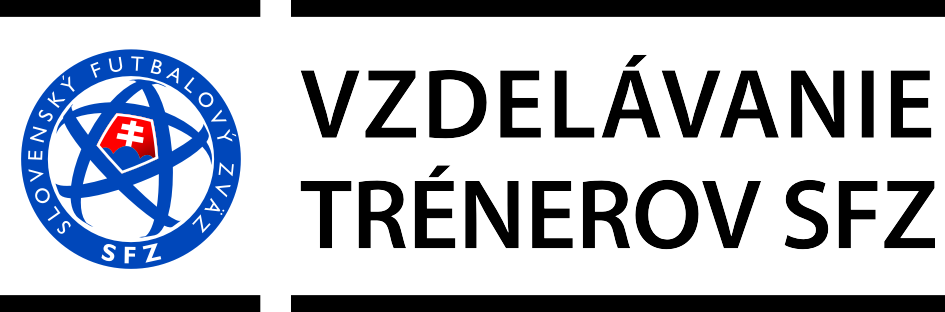 SLOVENSKÝ FUTBALOVÝ ZVÄZ
SFZ
VZDELÁVANIE
TRÉNEROV SFZ